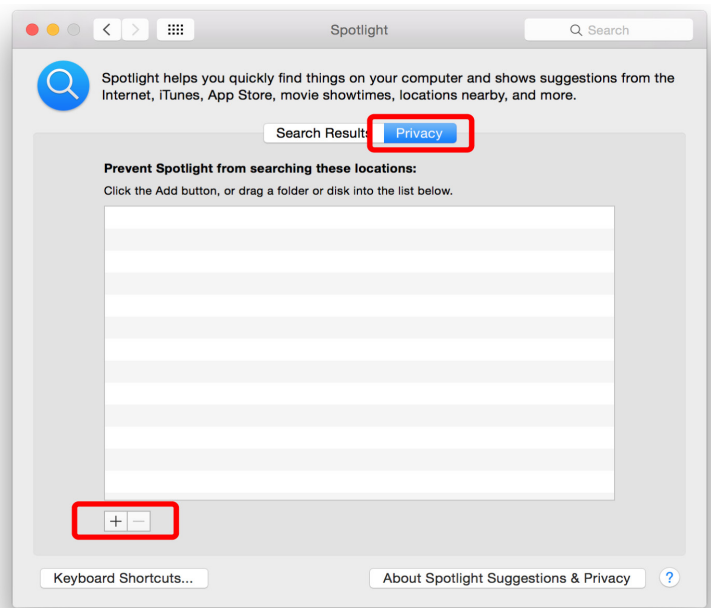 Spotlight
Search
Spotlight helps you quickly find things on your computer and shows suggestions from the
Internet, iTunes, App Store, movie showtimes, locations nearby, and more.
Search Results Privacy
Prevent Spotlight from searching these locations:
Click the Add button, or drag a folder or disk into the list below.
+ −
Keyboard Shortcuts... About Spotlight Suggestions & Privacy ?